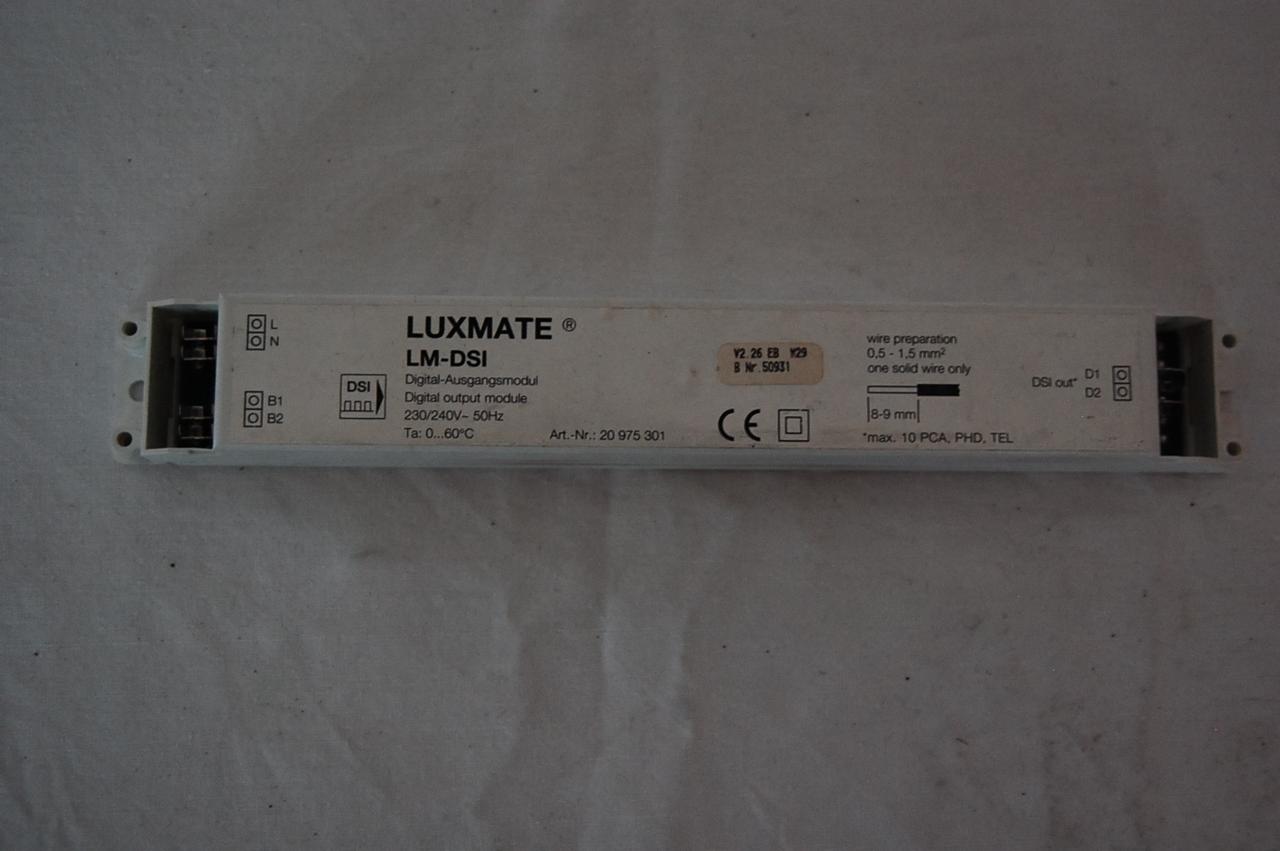 L
N
B1
B2
DSI
LUXMATE ®
LM-DSI
Digital-Ausgangsmodul
Digital output module
230/240V~ 50Hz
Ta: 0...60ºC
Art.-Nr.: 20 975 301
V2.26 EB W29
B Nr.50931
CE
wire preparation
0,5 - 1,5 mm²
one solid wire only
8-9 mm
*max. 10 PCA, PHD, TEL
DSI out*
D1
D2